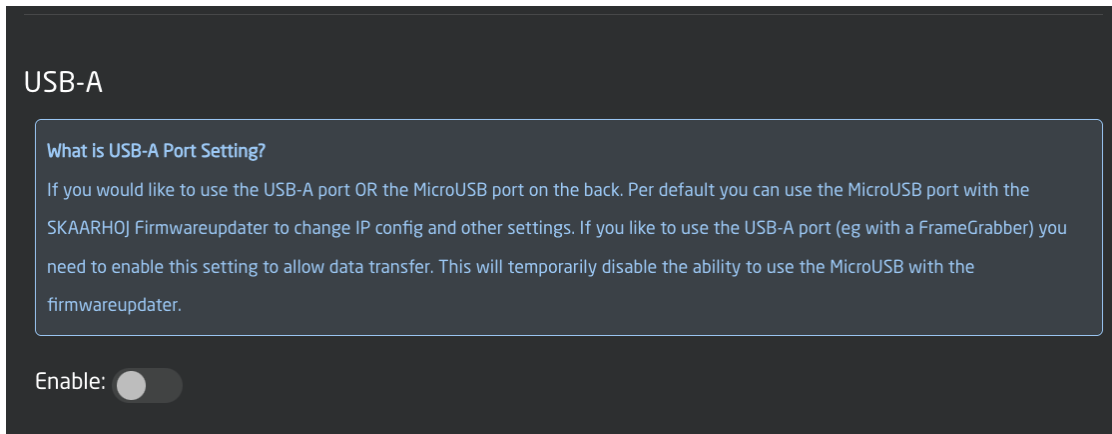 USB-A
What is USB-A Port Setting?
If you would like to use the USB-A port OR the MicroUSB port on the back. Per default you can use the MicroUSB port with the
SKAARHOJ Firmwareupdater to change IP config and other settings. If you like to use the USB-A port (eg with a FrameGrabber) you
need to enable this setting to allow data transfer. This will temporarily disable the ability to use the MicroUSB with the
firmwareupdater.
Enable: